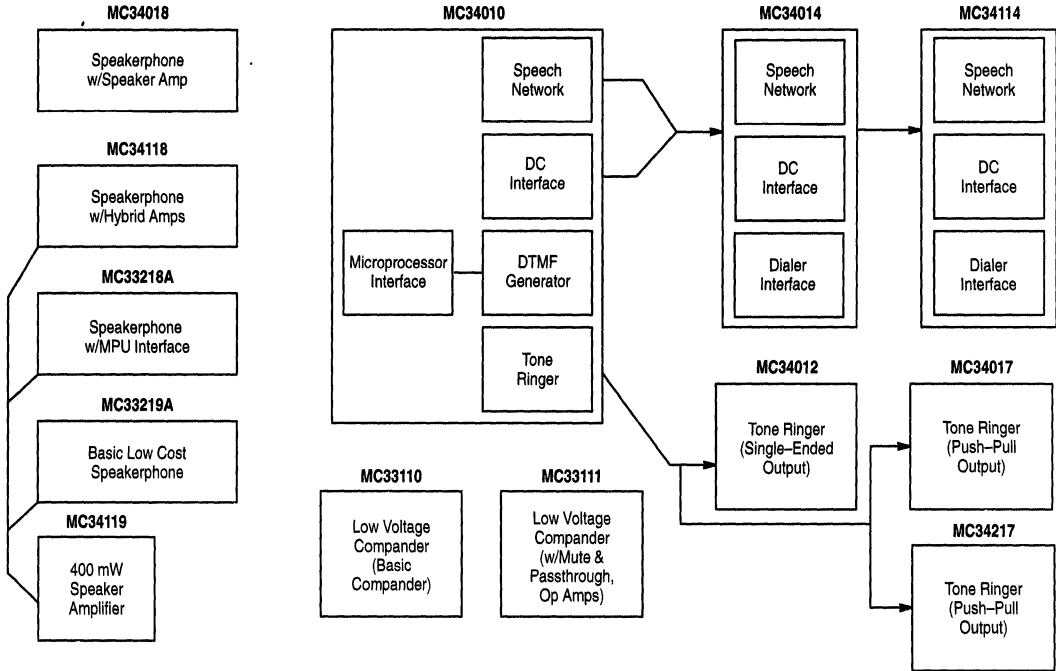 MC34018
Speakerphone
w/Speaker Amp
MC34118
Speakerphone
w/Hybrid Amps
MC33218A
Speakerphone
w/MPU Interface
MC33219A
Basic Low Cost
Speakerphone
MC34119
400 mW
Speaker
Amplifier
MC34010
Speech
Network
DC
Interface
Microprocessor
Interface
DTMF
Generator
Tone
Ringer
MC33110
Low Voltage
Compander
(Basic
Compander)
MC33111
Low Voltage
Compander
(w/Mute &
Passthrough,
Op Amps)
MC34014
Speech
Network
DC
Interface
Dialer
Interface
MC34114
Speech
Network
DC
Interface
Dialer
Interface
MC34012
Tone Ringer
(Single–Ended
Output)
MC34017
Tone Ringer
(Push–Pull
Output)
MC34217
Tone Ringer
(Push–Pull
Output)